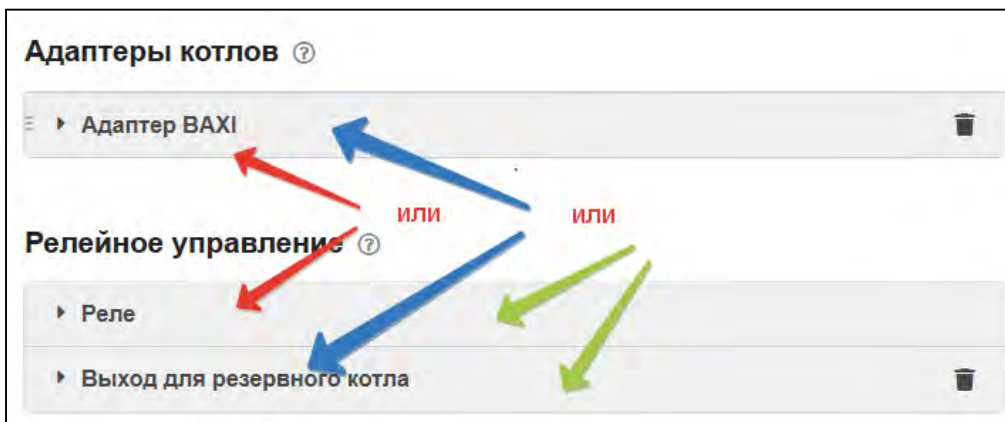 Адаптеры котлов ?
Адаптер BAXI
или
или
Релейное управление ?
Реле
Выход для резервного котла